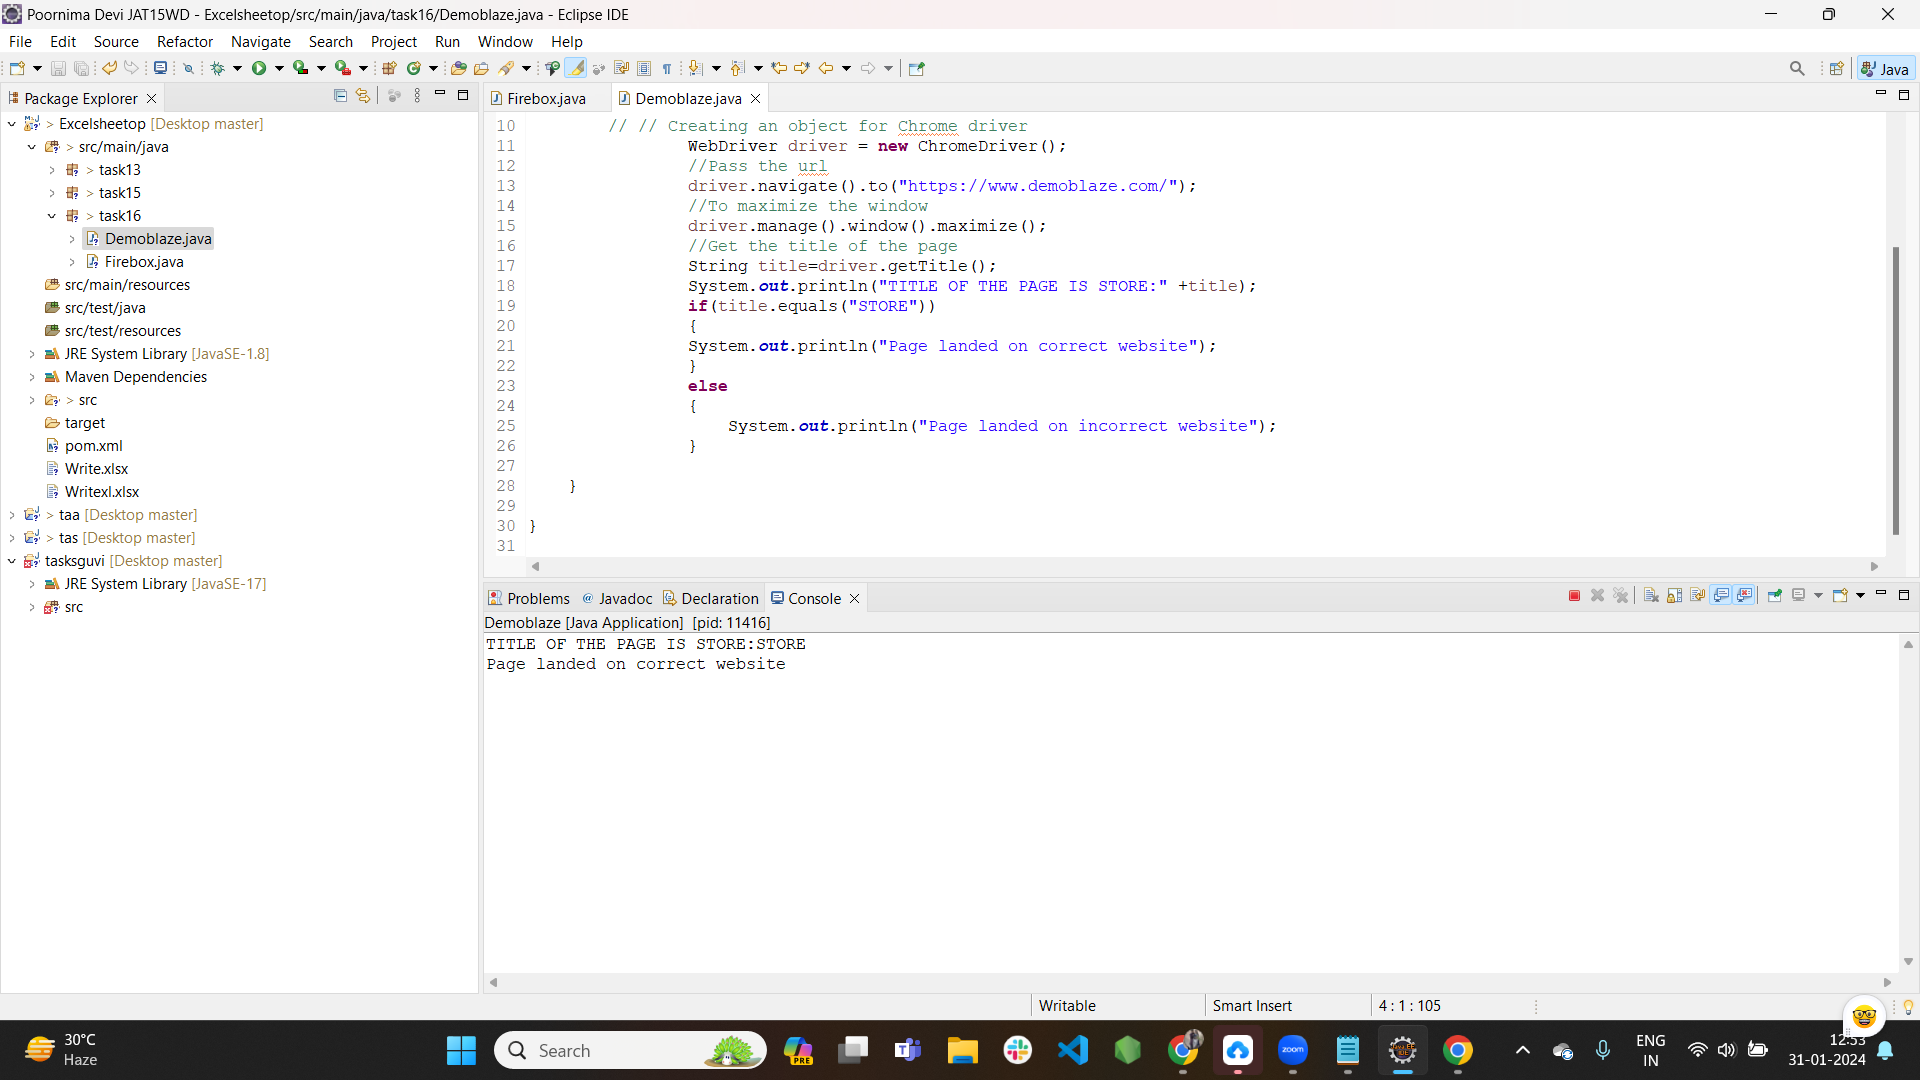 Poornima Devi JAT15WD - Excelsheetop/src/main/java/task16/Demoblaze.java - Eclipse IDE
File Edit Source Refactor Navigate Search Project Run Window Help
Java
Package Explorer
> Excelsheetop [Desktop master]
> src/main/java
> task13
> task15
> task16
Demoblaze.java
Firebox.java
src/main/resources
src/test/java
src/test/resources
JRE System Library [JavaSE-1.8]
Maven Dependencies
> src
target
pom.xml
Write.xlsx
Writexl.xlsx
> taa [Desktop master]
> tas [Desktop master]
tasksguvi [Desktop master]
JRE System Library [JavaSE-17]
src
Firebox.java Demoblaze.java
10 // // Creating an object for Chrome driver
11 WebDriver driver = new ChromeDriver();
12 //Pass the url
13 driver.navigate().to("https://www.demoblaze.com/");
14 //To maximize the window
15 driver.manage().window().maximize();
16 //Get the title of the page
17 String title=driver.getTitle();
18 System.out.println("TITLE OF THE PAGE IS STORE:" +title);
19 if(title.equals("STORE"))
20 {
21 System.out.println("Page landed on correct website");
22 }
23 else
24 {
25 System.out.println("Page landed on incorrect website");
26 }
27
28 }
29
30 }
31
Problems Javadoc Declaration Console
Demoblaze [Java Application] [pid: 11416]
TITLE OF THE PAGE IS STORE:STORE
Page landed on correct website
Writable Smart Insert 4 : 1 : 105
30°C
Haze
Search
PRE
zoom
ENG
IN
12:53
31-01-2024